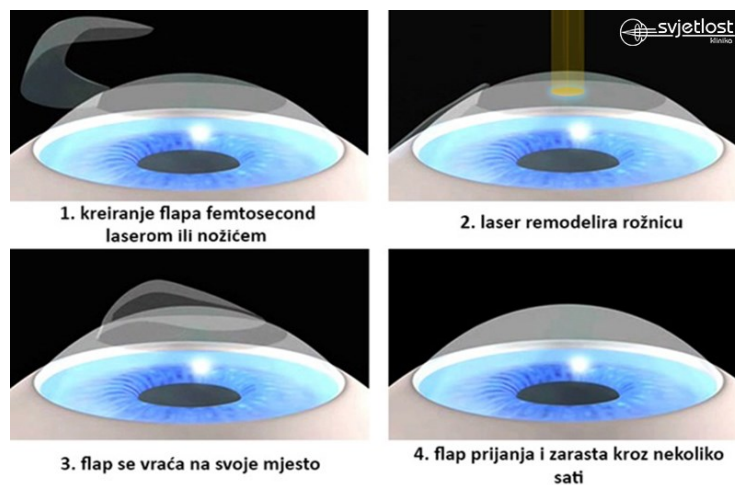 svjetlost
klinika
1. kreiranje flapa femtosecond
laserom ili nožićem
2. laser remodelira rožnicu
3. flap se vraća na svoje mjesto
4. flap prijanja i zarasta kroz nekoliko
sati